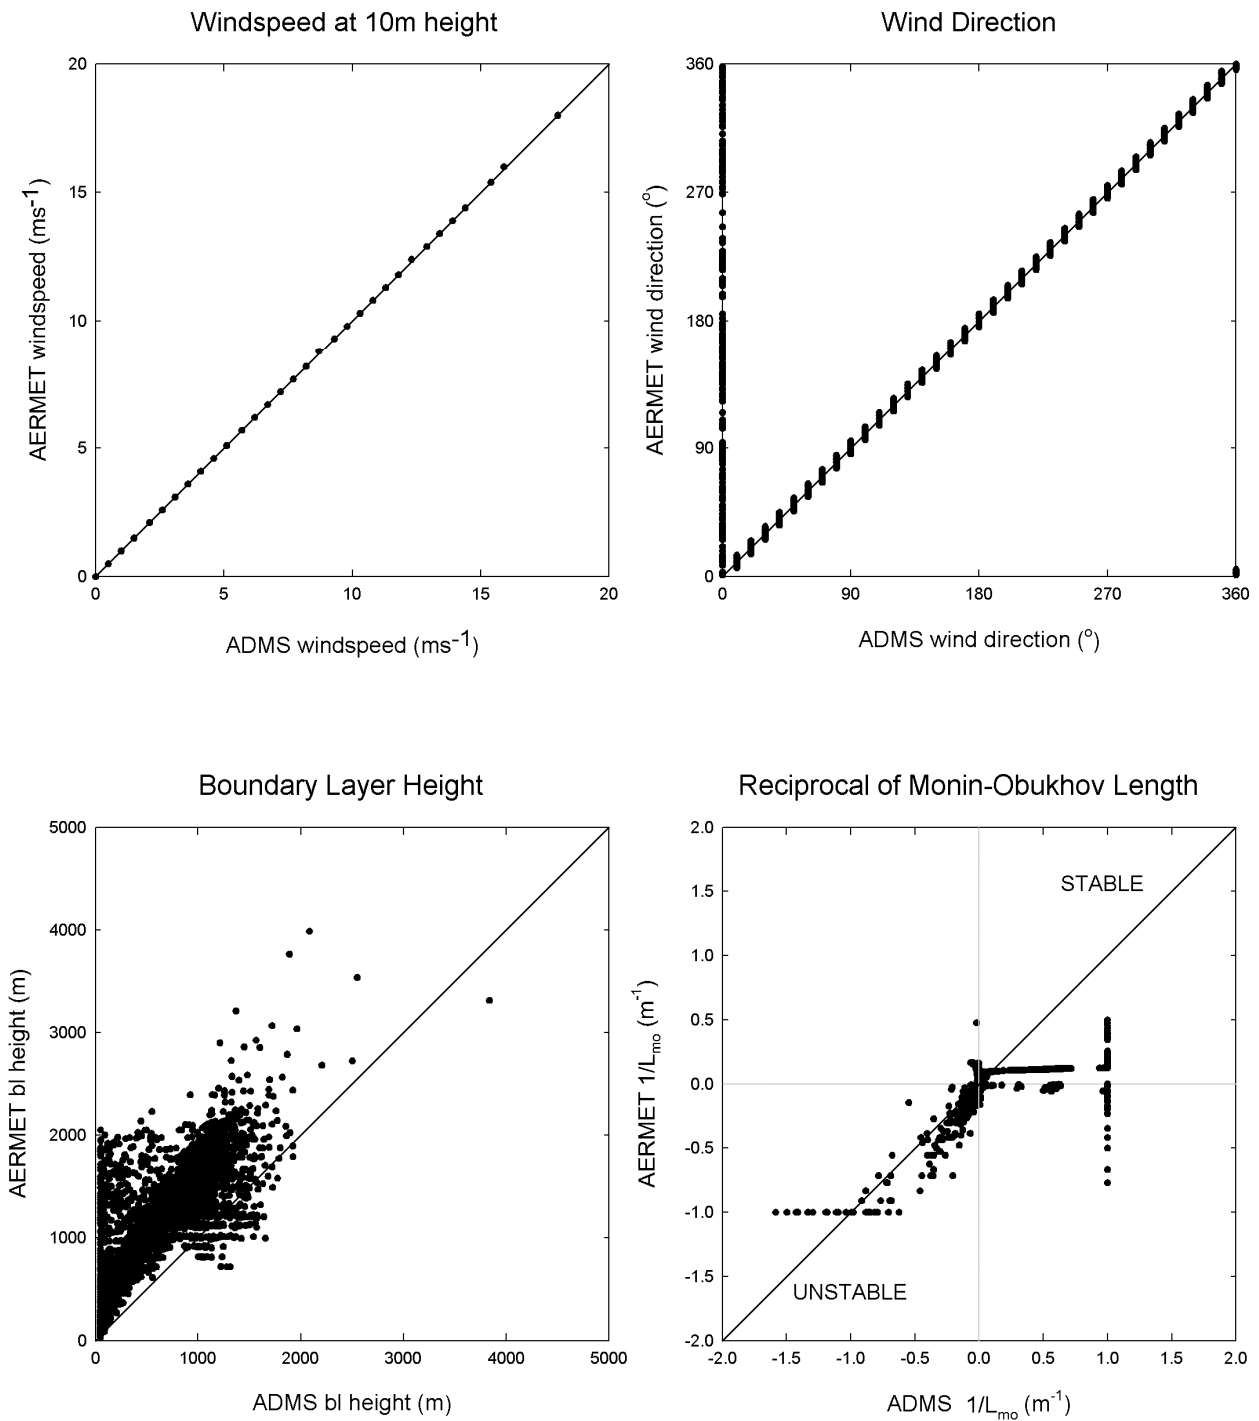 Windspeed at 10m height
20
15
10
5
0
0 5 10 15 20
AERMET windspeed (ms-1)
ADMS windspeed (ms-1)
Wind Direction
360
270
180
90
0
0 90 180 270 360
AERMET wind direction (o)
ADMS wind direction (o)
Boundary Layer Height
5000
4000
3000
2000
1000
0
0 1000 2000 3000 4000 5000
AERMET bl height (m)
ADMS bl height (m)
Reciprocal of Monin-Obukhov Length
2.0
1.5
1.0
0.5
0.0
-0.5
-1.0
-1.5
-2.0
-2.0 -1.5 -1.0 -0.5 0.0 0.5 1.0 1.5 2.0
STABLE
UNSTABLE
AERMET 1/Lmo (m-1)
ADMS 1/Lmo (m-1)